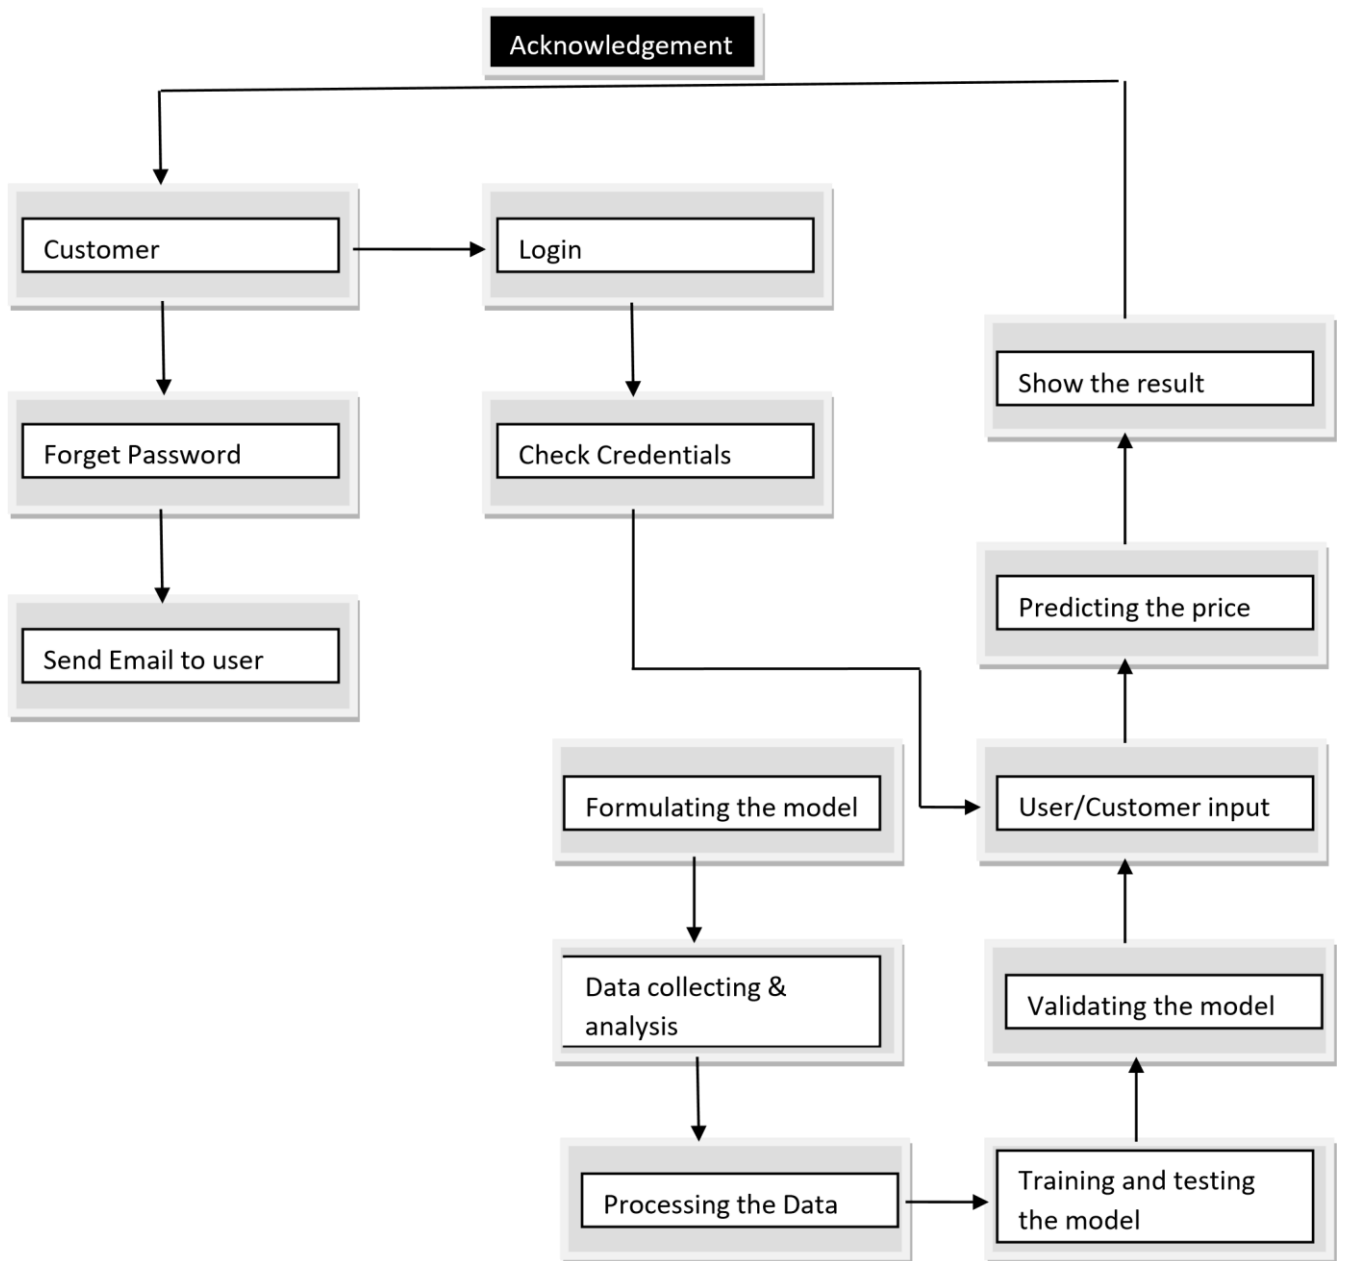 Acknowledgement
Customer
Login
Show the result
Forget Password
Check Credentials
Predicting the price
Send Email to user
Formulating the model
User/Customer input
Data collecting &
analysis
Validating the model
Processing the Data
Training and testing
the model